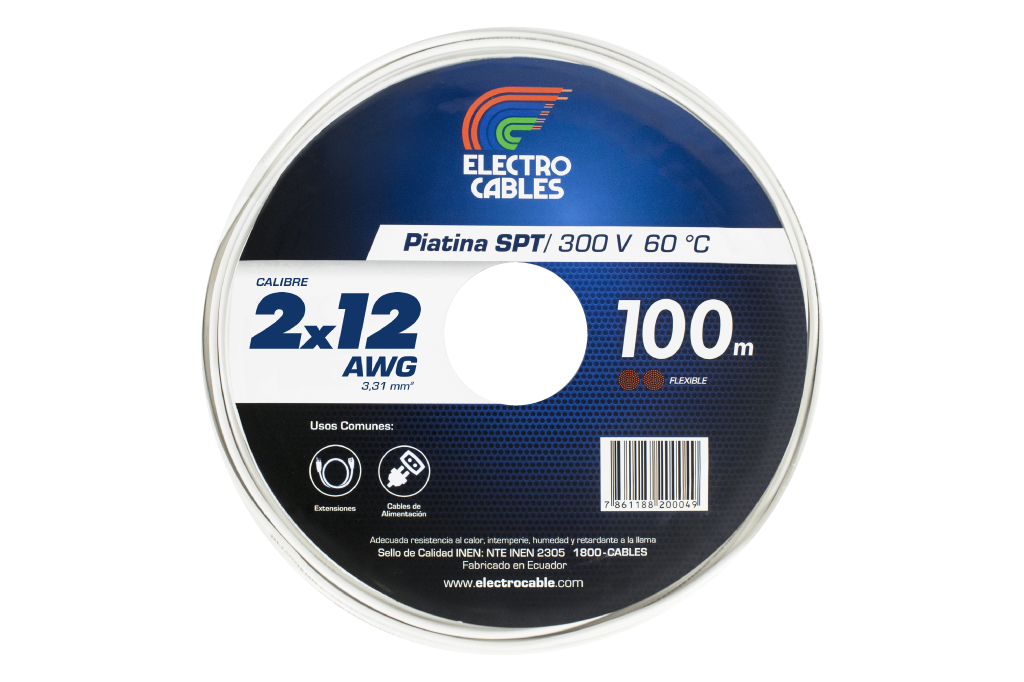 ELECTRO
CABLES
Piatina SPT/ 300 V 60 °C
CALIBRE
2x12
AWG
3,31 mm²
100m
FLEXIBLE
Usos Comunes:
Extensiones
Cables de
Alimentación
7 861188 200049
Adecuada resistencia al calor, intemperie, humedad y retardante a la llama
Sello de Calidad INEN: NTE INEN 2305 1800-CABLES
Fabricado en Ecuador
www.electrocable.com